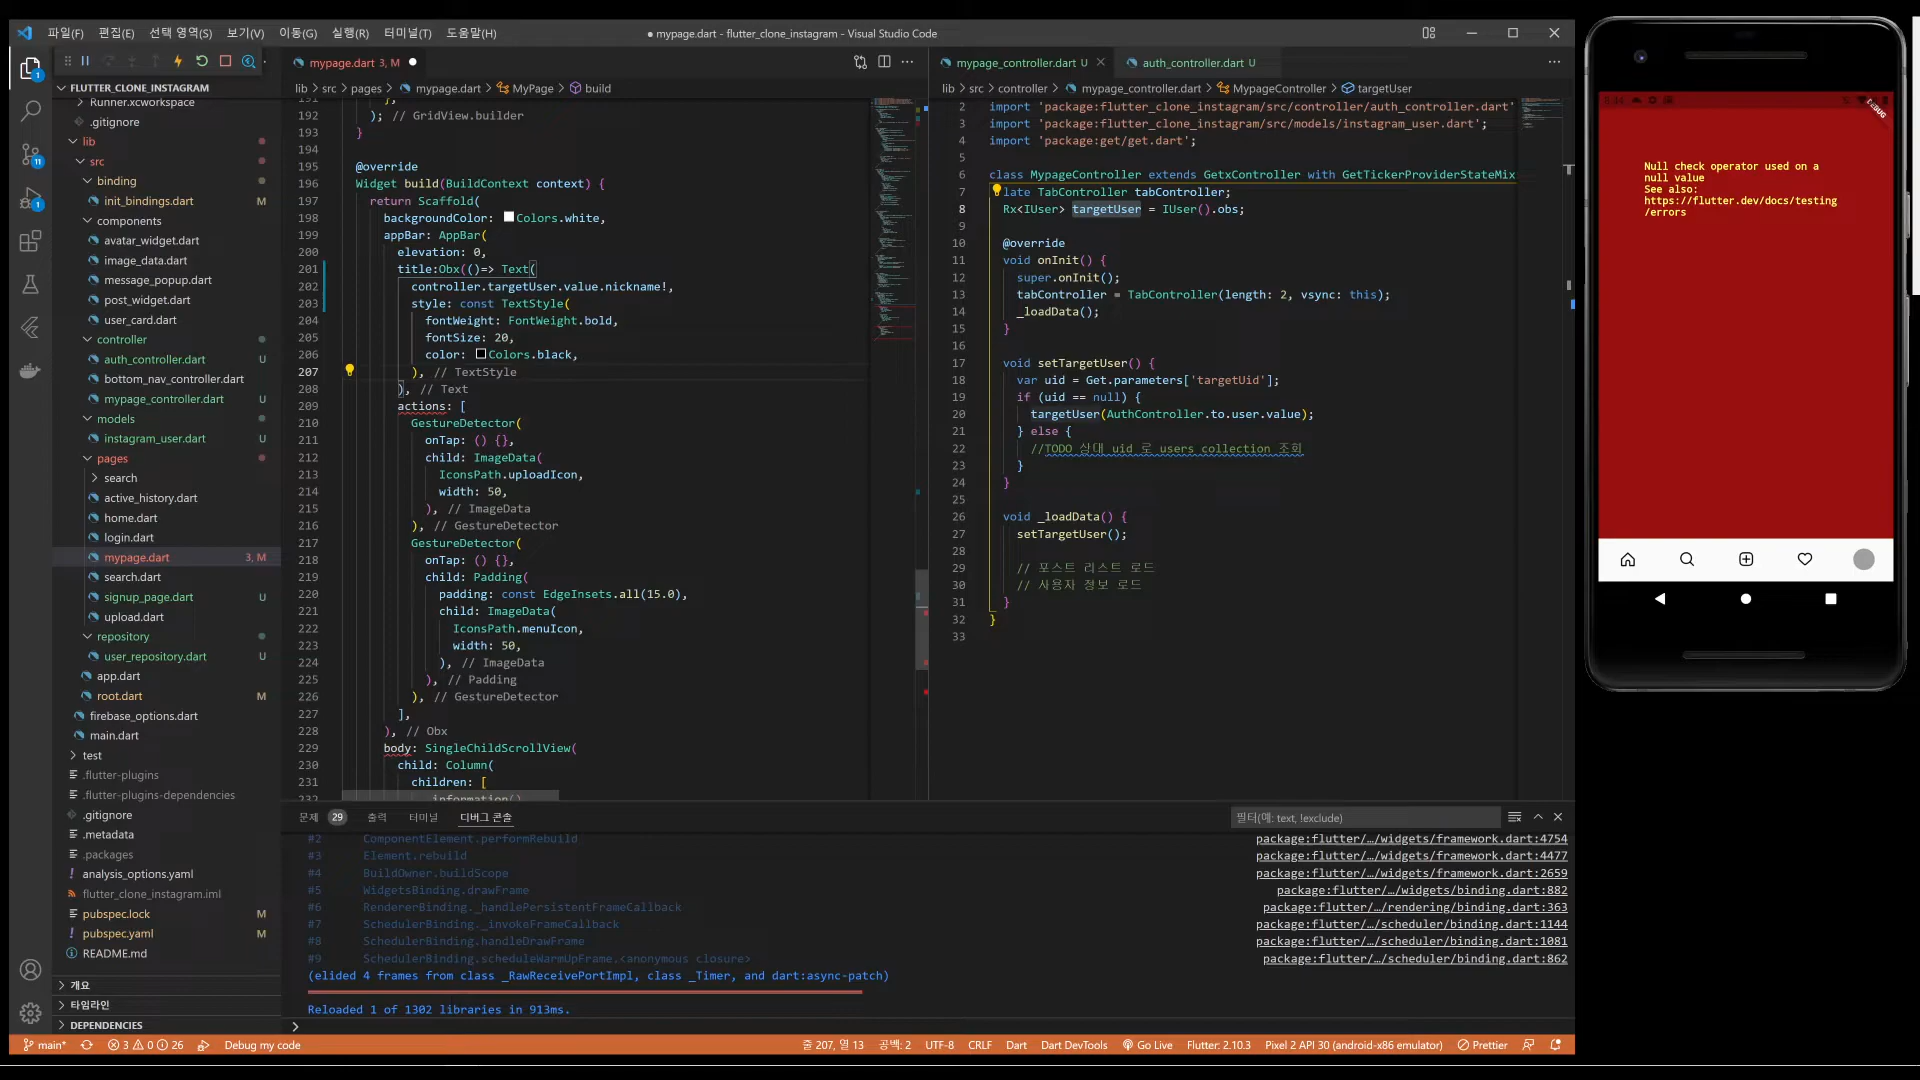 파일(F) 편집(E) 선택 영역(S) 보기(V) 이동(G) 실행(R) 터미널(T) 도움말(H)
● mypage.dart - flutter_clone_instagram - Visual Studio Code
FLUTTER_CLONE_INSTAGRAM
Runner.xcworkspace
.gitignore
lib
src
binding
init_bindings.dart M
components
avatar_widget.dart
image_data.dart
message_popup.dart
post_widget.dart
user_card.dart
controller
auth_controller.dart U
bottom_nav_controller.dart
mypage_controller.dart U
models
instagram_user.dart U
pages
search
active_history.dart
home.dart
login.dart
mypage.dart 3, M
search.dart
signup_page.dart U
upload.dart
repository
user_repository.dart U
app.dart
root.dart M
firebase_options.dart
main.dart
test
.flutter-plugins
.flutter-plugins-dependencies
.gitignore
.metadata
.packages
analysis_options.yaml
flutter_clone_instagram.iml
pubspec.lock M
pubspec.yaml M
README.md
개요
타임라인
DEPENDENCIES
1
11
1
mypage.dart 3, M ●
lib > src > pages > mypage.dart > MyPage > build
191 },
192 ); // GridView.builder
193 }
194
195 @override
196 Widget build(BuildContext context) {
197 return Scaffold(
198 backgroundColor: Colors.white,
199 appBar: AppBar(
200 elevation: 0,
201 title:Obx(()=> Text(
202 controller.targetUser.value.nickname!,
203 style: const TextStyle(
204 fontWeight: FontWeight.bold,
205 fontSize: 20,
206 color: Colors.black,
207 ), // TextStyle
208 ), // Text
209 actions: [
210 GestureDetector(
211 onTap: () {},
212 child: ImageData(
213 IconsPath.uploadIcon,
214 width: 50,
215 ), // ImageData
216 ), // GestureDetector
217 GestureDetector(
218 onTap: () {},
219 child: Padding(
220 padding: const EdgeInsets.all(15.0),
221 child: ImageData(
222 IconsPath.menuIcon,
223 width: 50,
224 ), // ImageData
225 ), // Padding
226 ), // GestureDetector
227 ],
228 ), // Obx
229 body: SingleChildScrollView(
230 child: Column(
231 children: [
232 information()
mypage_controller.dart U auth_controller.dart U
lib > src > controller > mypage_controller.dart > MypageController > targetUser
2 import 'package:flutter_clone_instagram/src/controller/auth_controller.dart'
3 import 'package:flutter_clone_instagram/src/models/instagram_user.dart';
4 import 'package:get/get.dart';
5
6 class MypageController extends GetxController with GetTickerProviderStateMix
7 late TabController tabController;
8 Rx<IUser> targetUser = IUser().obs;
9
10 @override
11 void onInit() {
12 super.onInit();
13 tabController = TabController(length: 2, vsync: this);
14 _loadData();
15 }
16
17 void setTargetUser() {
18 var uid = Get.parameters['targetUid'];
19 if (uid == null) {
20 targetUser(AuthController.to.user.value);
21 } else {
22 //TODO 상대 uid 로 users collection 조회
23 }
24 }
25
26 void _loadData() {
27 setTargetUser();
28
29 // 포스트 리스트 로드
30 // 사용자 정보 로드
31 }
32 }
33
문제 29 출력 터미널 디버그 콘솔 필터(예: text, !exclude)
#2 ComponentElement.performRebuild package:flutter/…/widgets/framework.dart:4754
#3 Element.rebuild package:flutter/…/widgets/framework.dart:4477
#4 BuildOwner.buildScope package:flutter/…/widgets/framework.dart:2659
#5 WidgetsBinding.drawFrame package:flutter/…/widgets/binding.dart:882
#6 RendererBinding._handlePersistentFrameCallback package:flutter/…/rendering/binding.dart:363
#7 SchedulerBinding._invokeFrameCallback package:flutter/…/scheduler/binding.dart:1144
#8 SchedulerBinding.handleDrawFrame package:flutter/…/scheduler/binding.dart:1081
#9 SchedulerBinding.scheduleWarmUpFrame.<anonymous closure> package:flutter/…/scheduler/binding.dart:862
(elided 4 frames from class _RawReceivePortImpl, class _Timer, and dart:async-patch)
Reloaded 1 of 1302 libraries in 913ms.
main* 3 0 26 Debug my code 줄 207, 열 13 공백: 2 UTF-8 CRLF Dart Dart DevTools Go Live Flutter: 2.10.3 Pixel 2 API 30 (android-x86 emulator) Prettier
DEBUG
Null check operator used on a
null value
See also:
https://flutter.dev/docs/testing
/errors